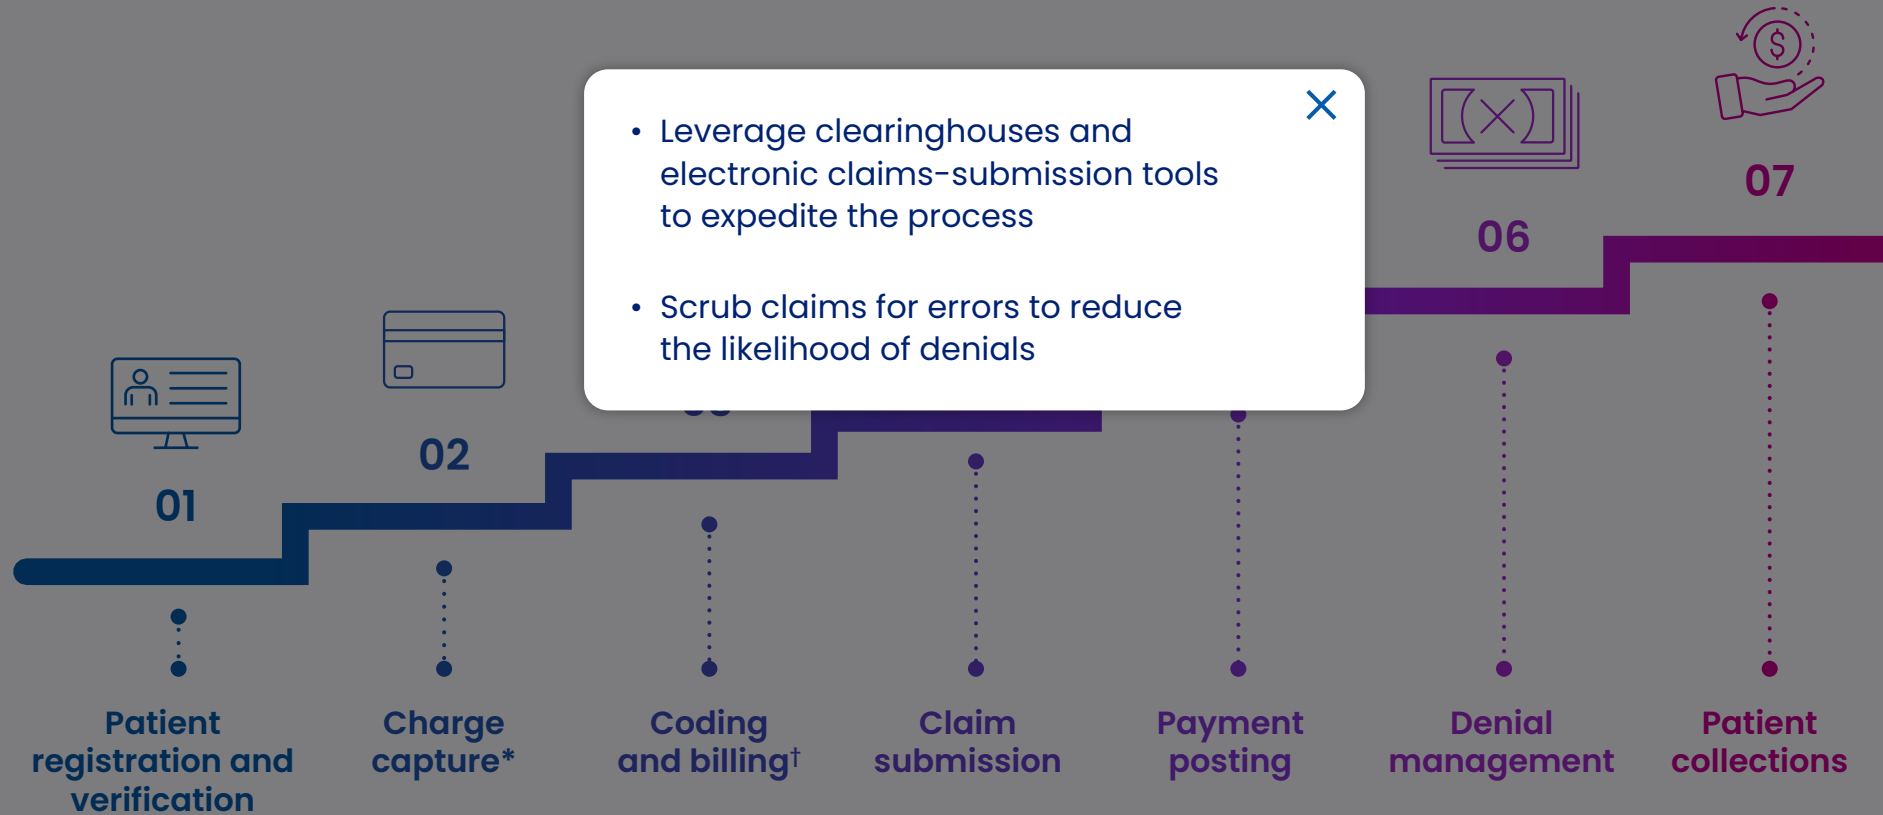 • Leverage clearinghouses and
electronic claims-submission tools
to expedite the process
• Scrub claims for errors to reduce
the likelihood of denials
01
02
06
07
Patient
registration and
verification
Charge
capture*
Coding
and billing†
Claim
submission
Payment
posting
Denial
management
Patient
collections